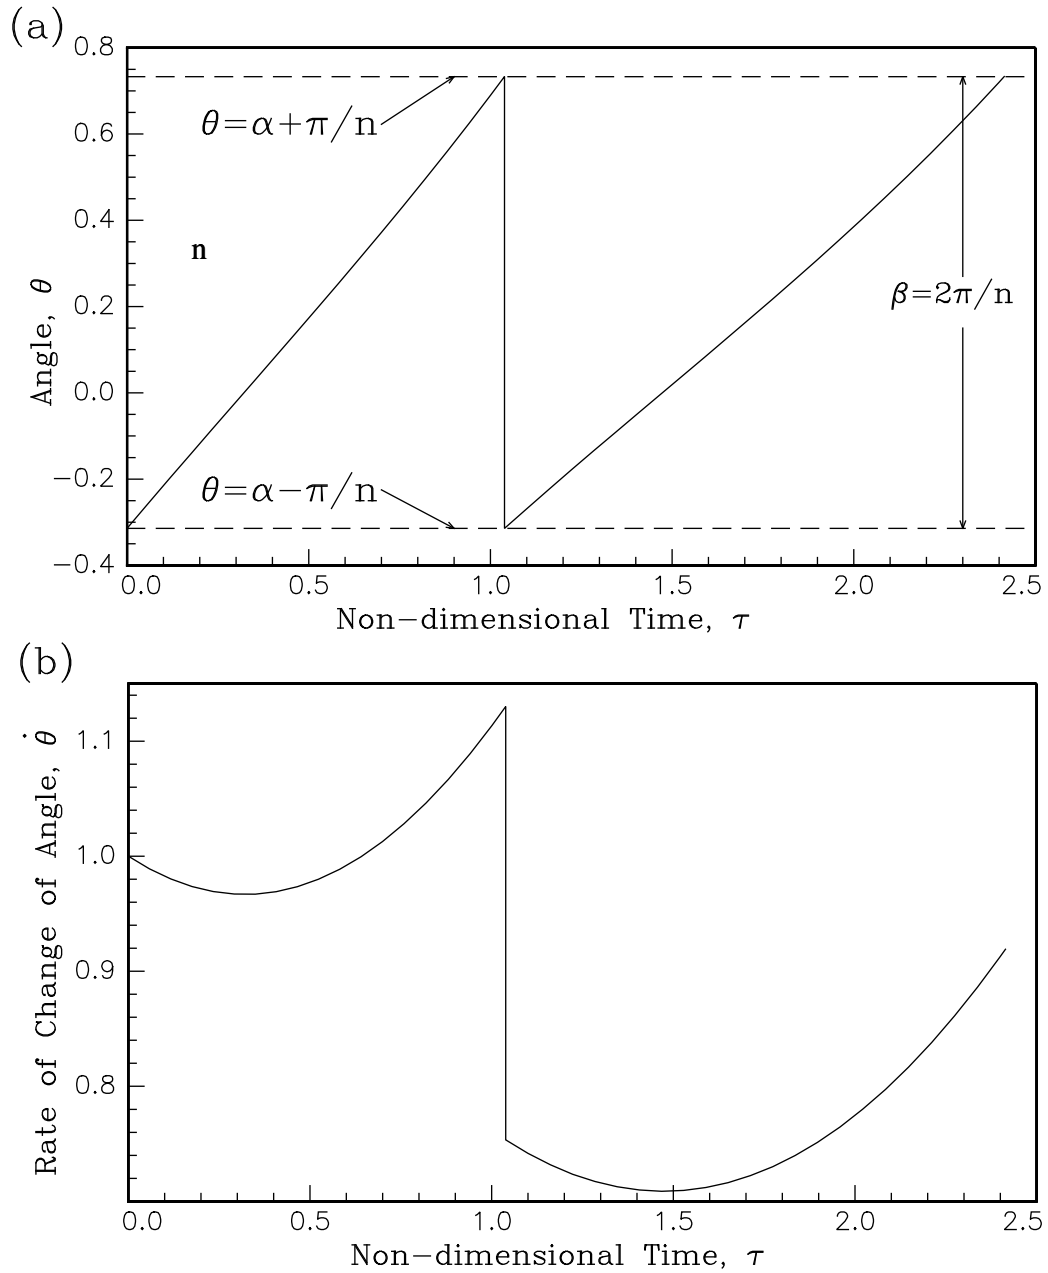 (a)
0.8
θ=α+π/n
0.6
0.4
n
Angle, θ
β=2π/n
0.2
0.0
−0.2
θ=α−π/n
−0.4
0.0 0.5 1.0 1.5 2.0 2.5
Non−dimensional Time, τ
(b)
Rate of Change of Angle, θ̇
1.1
1.0
0.9
0.8
0.0 0.5 1.0 1.5 2.0 2.5
Non−dimensional Time, τ